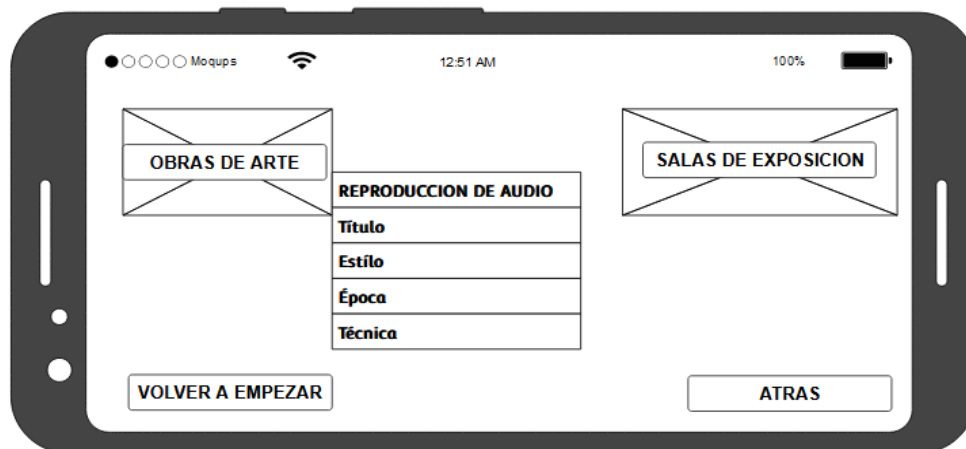 Moqups 12:51 AM 100%
OBRAS DE ARTE
SALAS DE EXPOSICION
REPRODUCCION DE AUDIO
Título
Estílo
Época
Técnica
VOLVER A EMPEZAR
ATRAS